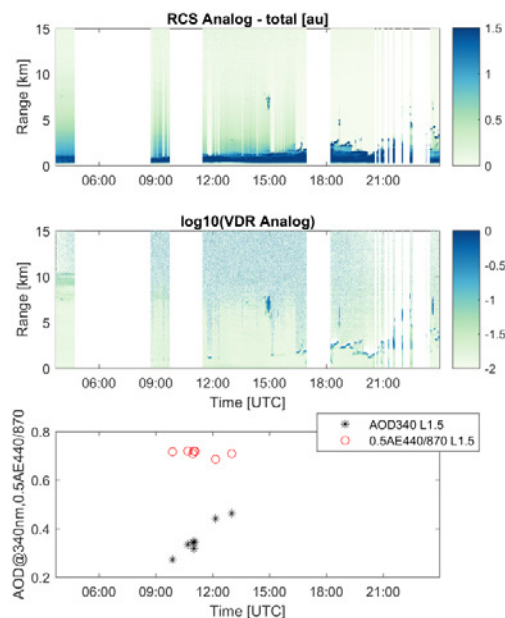 RCS Analog - total [au]
15
10
5
0
Range [km]
06:00 09:00 12:00 15:00 18:00 21:00
1.5
1
0.5
0
log10(VDR Analog)
15
10
5
0
Range [km]
06:00 09:00 12:00 15:00 18:00 21:00
Time [UTC]
0
-0.5
-1
-1.5
-2
AOD340 L1.5
0.5AE440/870 L1.5
0.8
0.6
0.4
0.2
AOD@340nm,0.5AE440/870
06:00 09:00 12:00 15:00 18:00 21:00
Time [UTC]